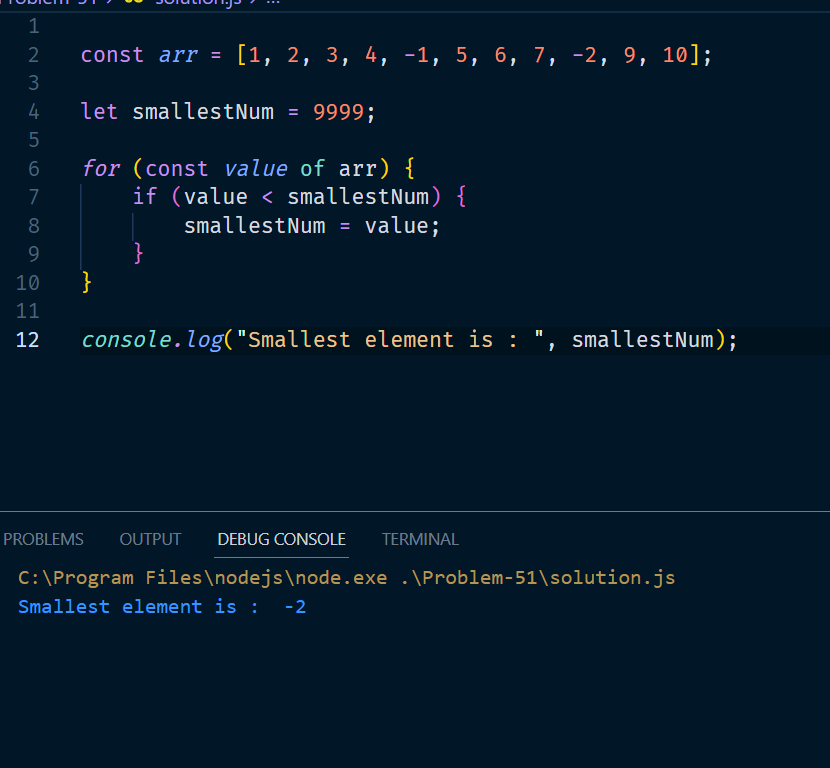 solution.js > ...
1
2 const arr = [1, 2, 3, 4, -1, 5, 6, 7, -2, 9, 10];
3
4 let smallestNum = 9999;
5
6 for (const value of arr) {
7     if (value < smallestNum) {
8         smallestNum = value;
9     }
10 }
11
12 console.log("Smallest element is : ", smallestNum);
PROBLEMS OUTPUT DEBUG CONSOLE TERMINAL
C:\Program Files\nodejs\node.exe .\Problem-51\solution.js
Smallest element is :  -2